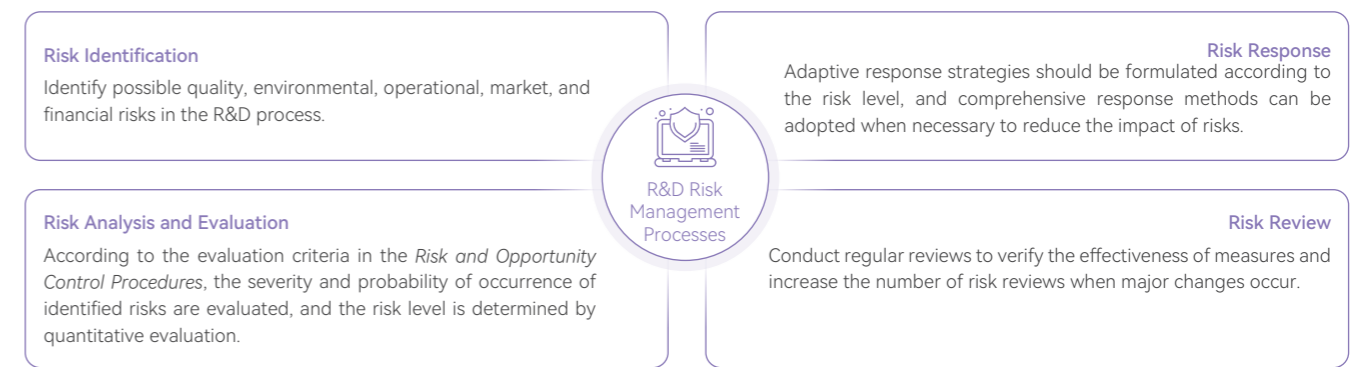 Risk Identification
Identify possible quality, environmental, operational, market, and
financial risks in the R&D process.
Risk Analysis and Evaluation
According to the evaluation criteria in the Risk and Opportunity
Control Procedures, the severity and probability of occurrence of
identified risks are evaluated, and the risk level is determined by
quantitative evaluation.
R&D Risk
Management
Processes
Risk Response
Adaptive response strategies should be formulated according to
the risk level, and comprehensive response methods can be
adopted when necessary to reduce the impact of risks.
Risk Review
Conduct regular reviews to verify the effectiveness of measures and
increase the number of risk reviews when major changes occur.